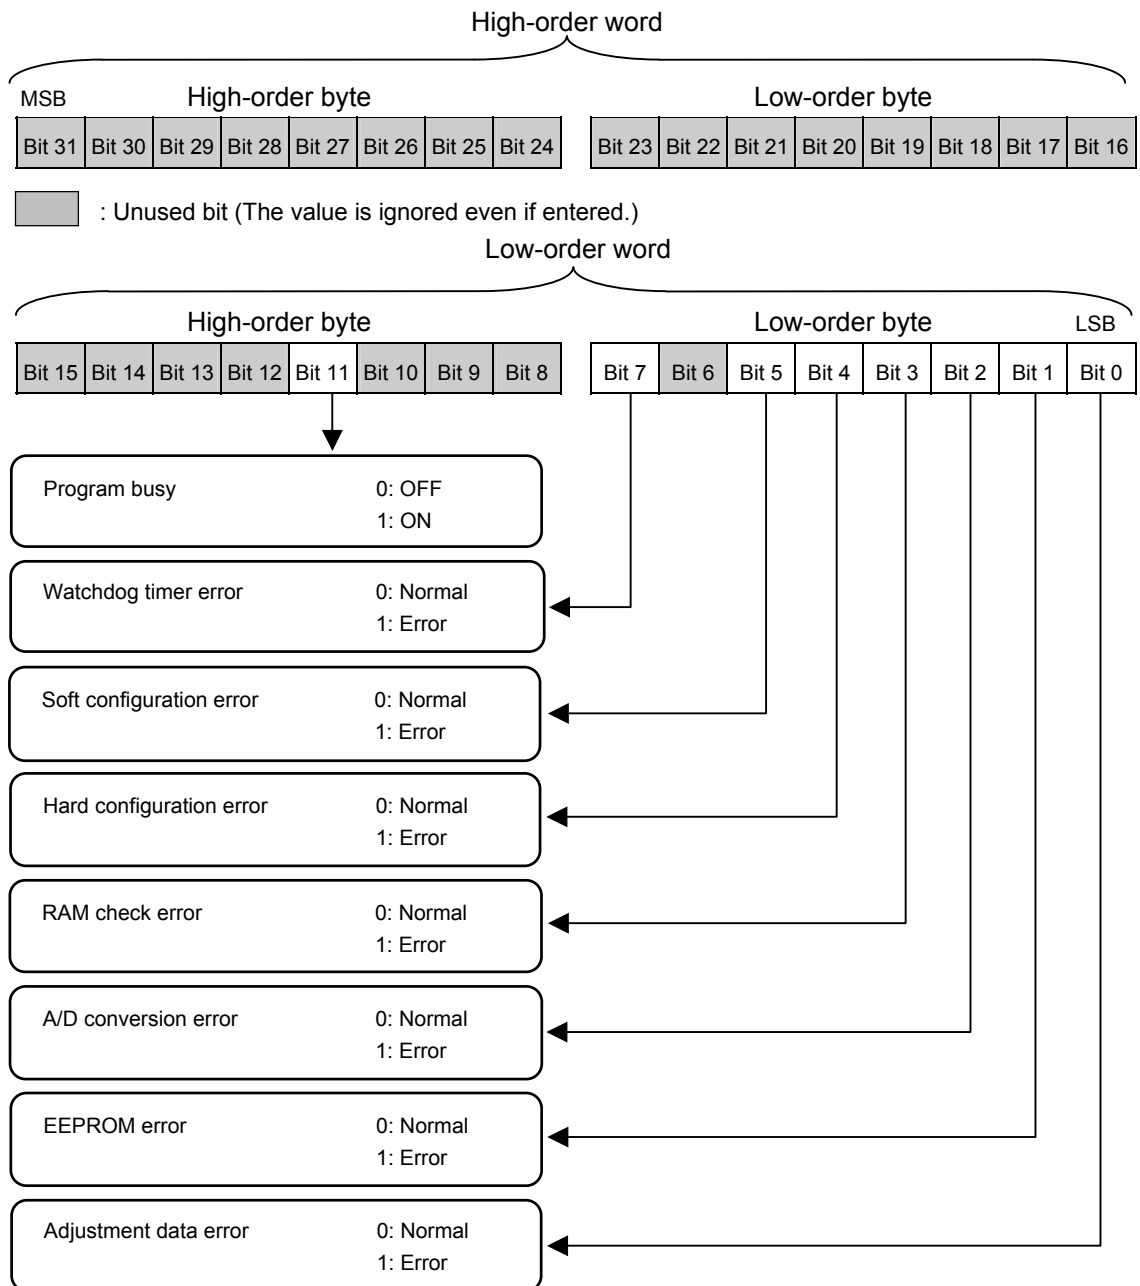 High-order word
MSB High-order byte Low-order byte
Bit 31 Bit 30 Bit 29 Bit 28 Bit 27 Bit 26 Bit 25 Bit 24 Bit 23 Bit 22 Bit 21 Bit 20 Bit 19 Bit 18 Bit 17 Bit 16
: Unused bit (The value is ignored even if entered.)
Low-order word
High-order byte Low-order byte LSB
Bit 15 Bit 14 Bit 13 Bit 12 Bit 11 Bit 10 Bit 9 Bit 8 Bit 7 Bit 6 Bit 5 Bit 4 Bit 3 Bit 2 Bit 1 Bit 0
Program busy 0: OFF
1: ON
Watchdog timer error 0: Normal
1: Error
Soft configuration error 0: Normal
1: Error
Hard configuration error 0: Normal
1: Error
RAM check error 0: Normal
1: Error
A/D conversion error 0: Normal
1: Error
EEPROM error 0: Normal
1: Error
Adjustment data error 0: Normal
1: Error